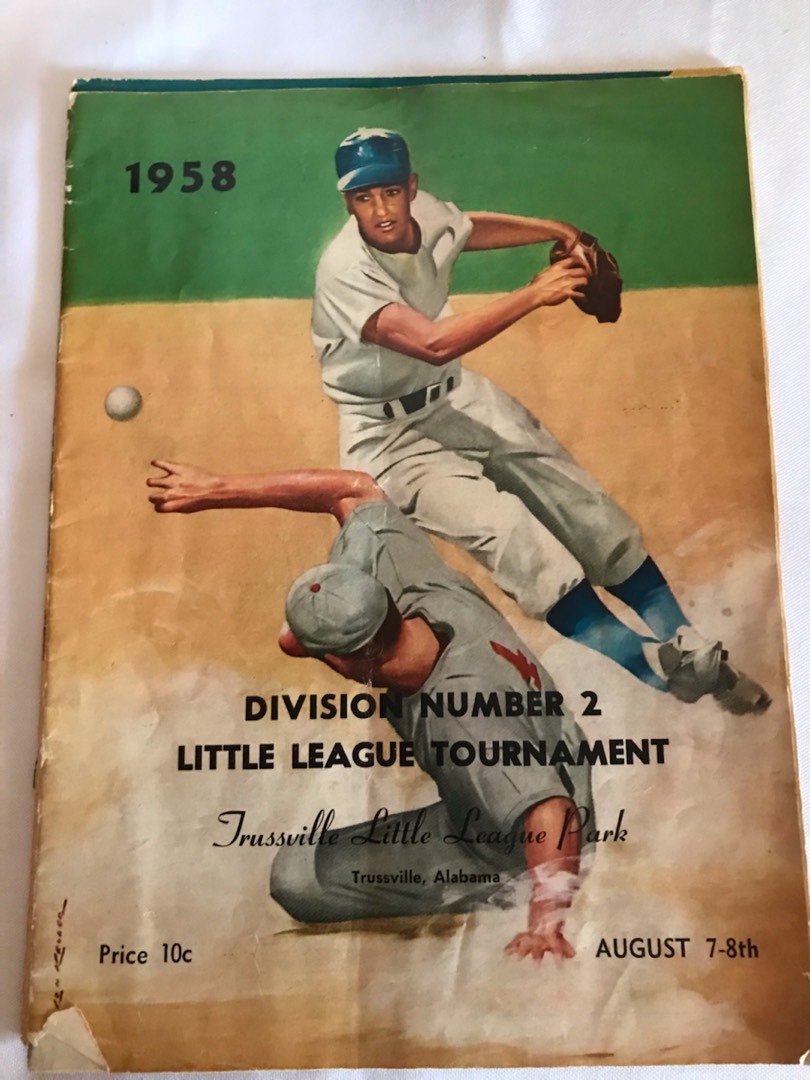 1958
DIVISION NUMBER 2
LITTLE LEAGUE TOURNAMENT
Trussville Little League Park
Trussville, Alabama
Price 10c
AUGUST 7-8th